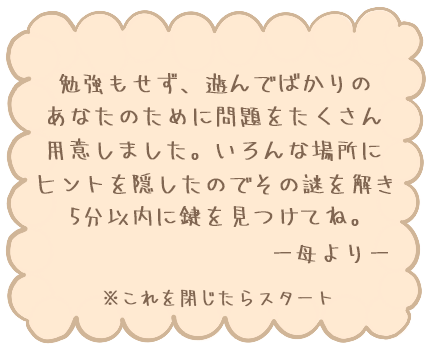 勉強もせず、遊んでばかりの
あなたのために問題をたくさん
用意しました。いろんな場所に
ヒントを隠したのでその謎を解き
5分以内に鍵を見つけてね。
ー母よりー
※これを閉じたらスタート